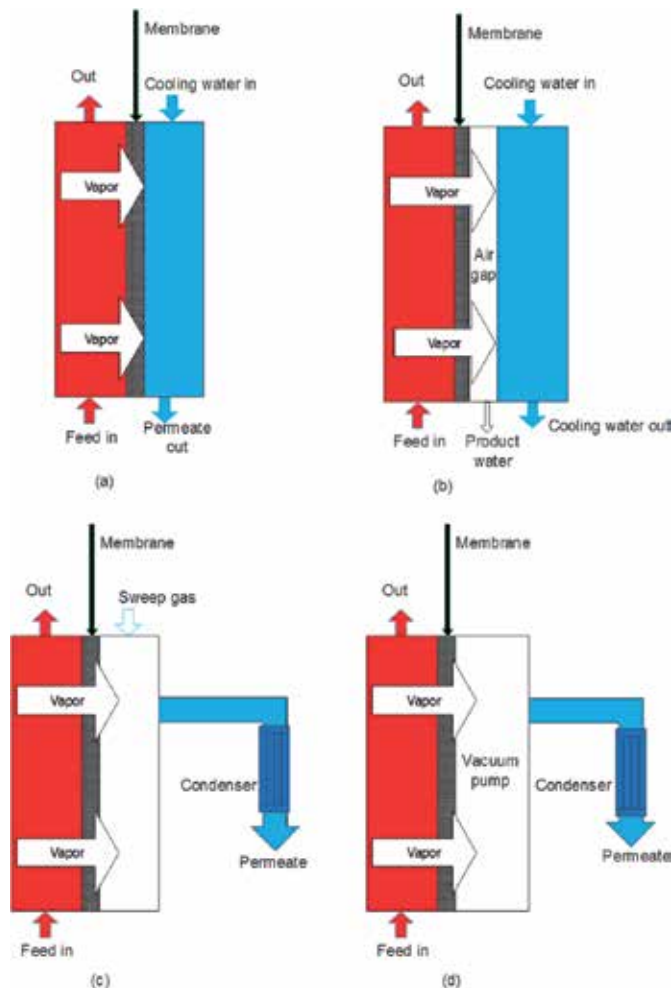 Membrane
Out
Cooling water in
Vapor
Vapor
Feed in
Permeate
out
(a)
Membrane
Out
Cooling water in
Vapor
Air
gap
Vapor
Feed in
Product
water
Cooling water out
(b)
Membrane
Out
Sweep gas
Vapor
Condenser
Vapor
Permeate
Feed in
(c)
Membrane
Out
Vapor
Vacuum
pump
Condenser
Vapor
Permeate
Feed in
(d)